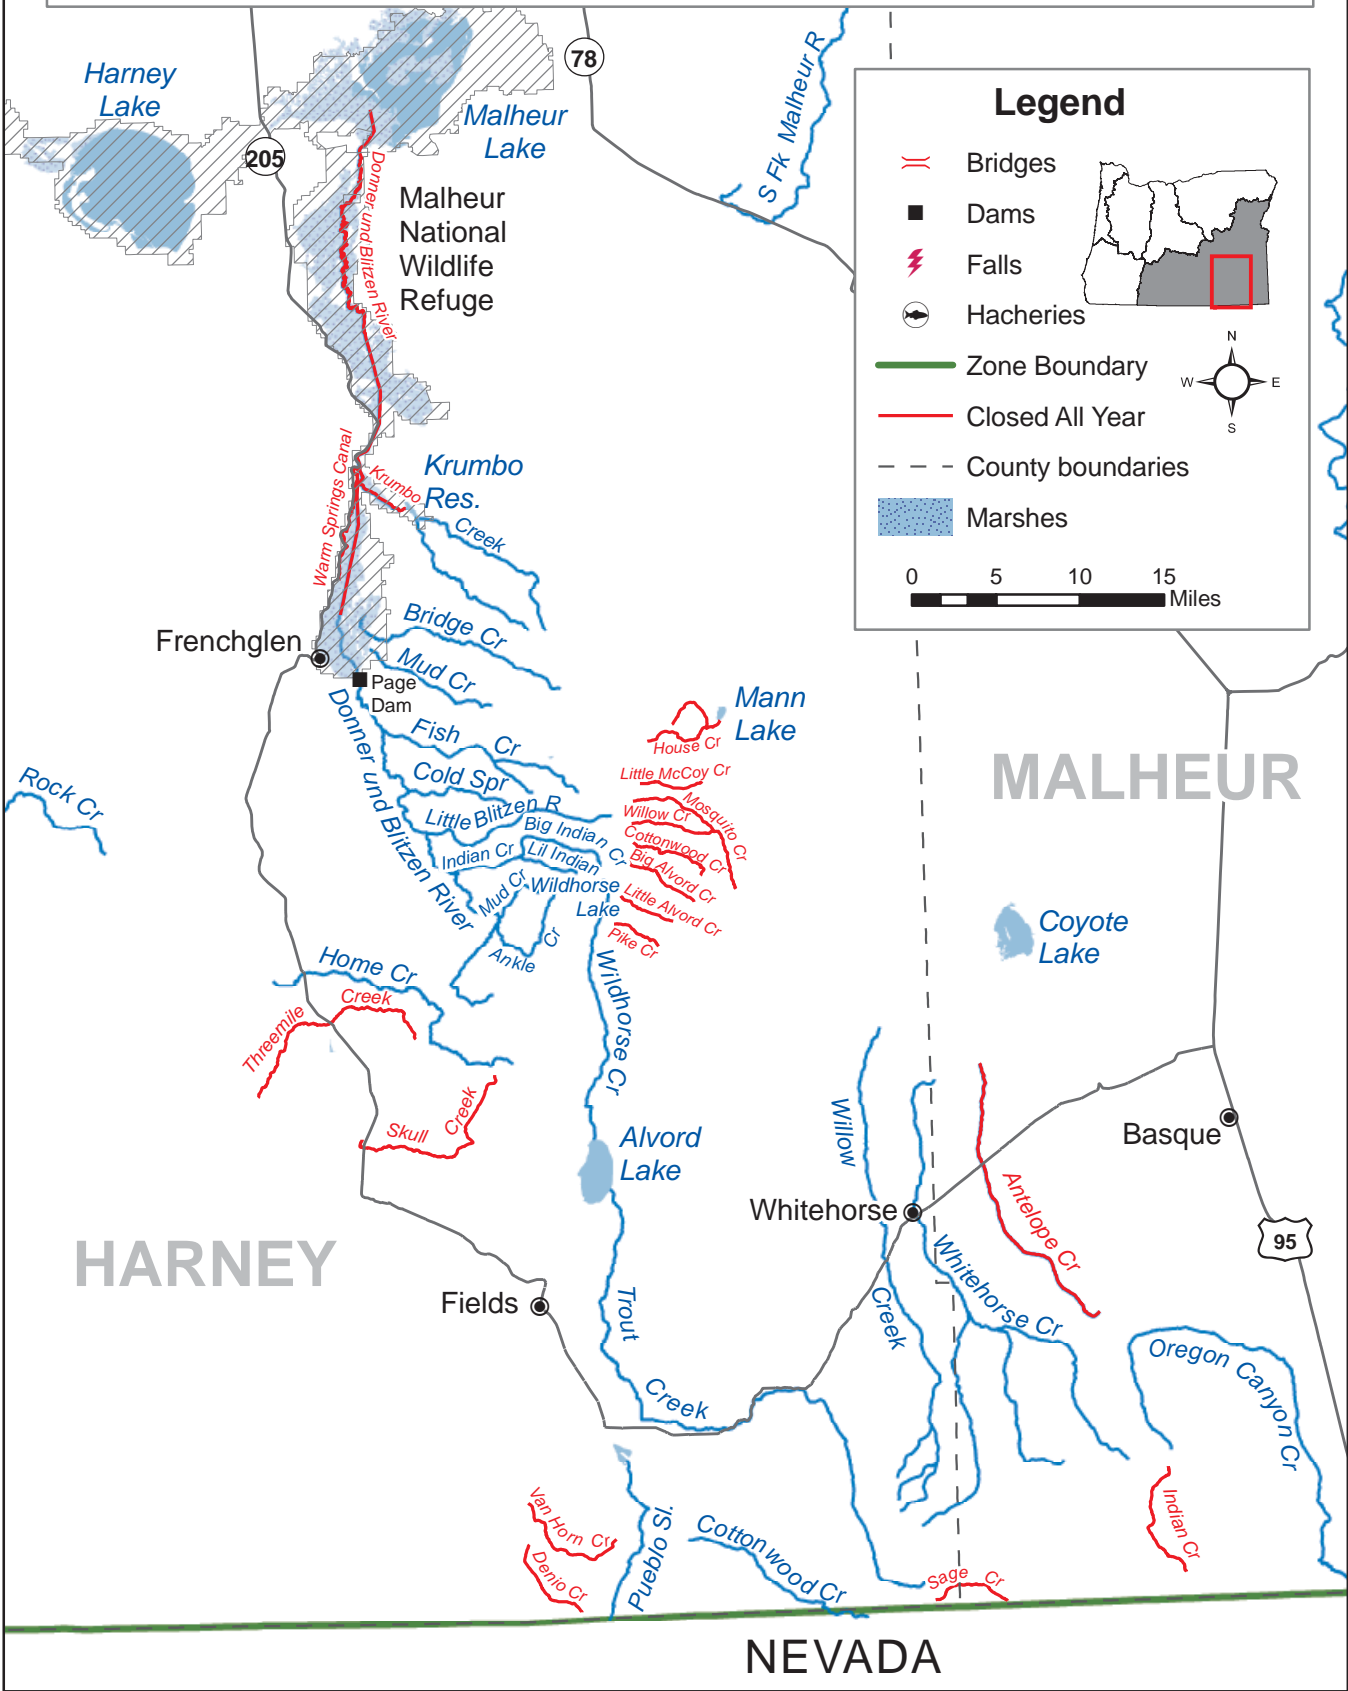 Harney
Lake
78
Malheur
Lake
S Fk Malheur R
205
Donner und Blitzen River
Malheur
National
Wildlife
Refuge
Legend
Bridges
Dams
Falls
Hacheries
Zone Boundary
Closed All Year
County boundaries
Marshes
N
W
E
S
0
5
10
15
Miles
Warm Springs Canal
Krumbo
Krumbo
Res.
Creek
Frenchglen
Bridge Cr
Mud Cr
Page
Dam
Donner und Blitzen River
Fish Cr
Cold Spr
Little Blitzen R
Big Indian Cr
Indian Cr
Lil Indian
Mud Cr
Wildhorse
Lake
Ankle Cr
Mann
Lake
House Cr
Little McCoy Cr
Mosquito Cr
Willow Cr
Cottonwood Cr
Big Alvord Cr
Little Alvord Cr
Pike Cr
MALHEUR
Rock Cr
Coyote
Lake
Home Cr
Threemile Creek
Wildhorse Cr
Skull Creek
Alvord
Lake
Willow
Creek
Whitehorse
Whitehorse Cr
Antelope Cr
Basque
95
HARNEY
Fields
Trout
Creek
Oregon Canyon Cr
Van Horn Cr
Denio Cr
Pueblo Sl.
Cottonwood Cr
Sage Cr
Indian Cr
NEVADA